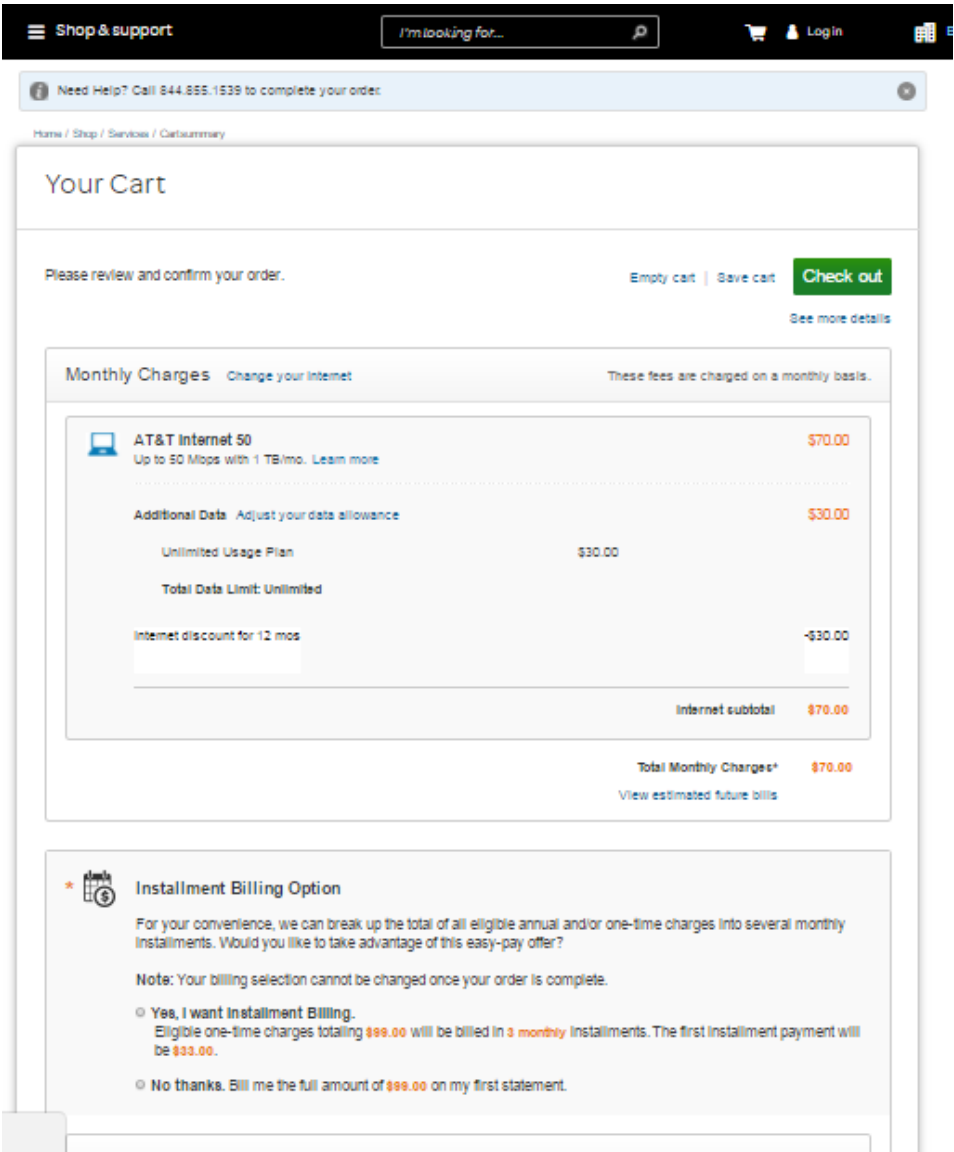 Shop & support
I'm looking for...
Login
Need Help? Call 844.855.1539 to complete your order.
Home / Shop / Services / Cartsummary
Your Cart
Please review and confirm your order.
Empty cart | Save cart
Check out
See more details
Monthly Charges Change your Internet
These fees are charged on a monthly basis.
AT&T Internet 50 $70.00
Up to 50 Mbps with 1 TB/mo. Learn more
Additional Data Adjust your data allowance $30.00
Unlimited Usage Plan $30.00
Total Data Limit: Unlimited
Internet discount for 12 mos -$30.00
Internet subtotal $70.00
Total Monthly Charges* $70.00
View estimated future bills
* Installment Billing Option
For your convenience, we can break up the total of all eligible annual and/or one-time charges into several monthly
installments. Would you like to take advantage of this easy-pay offer?
Note: Your billing selection cannot be changed once your order is complete.
Yes, I want Installment Billing.
Eligible one-time charges totaling $99.00 will be billed in 3 monthly installments. The first installment payment will
be $33.00.
No thanks. Bill me the full amount of $99.00 on my first statement.